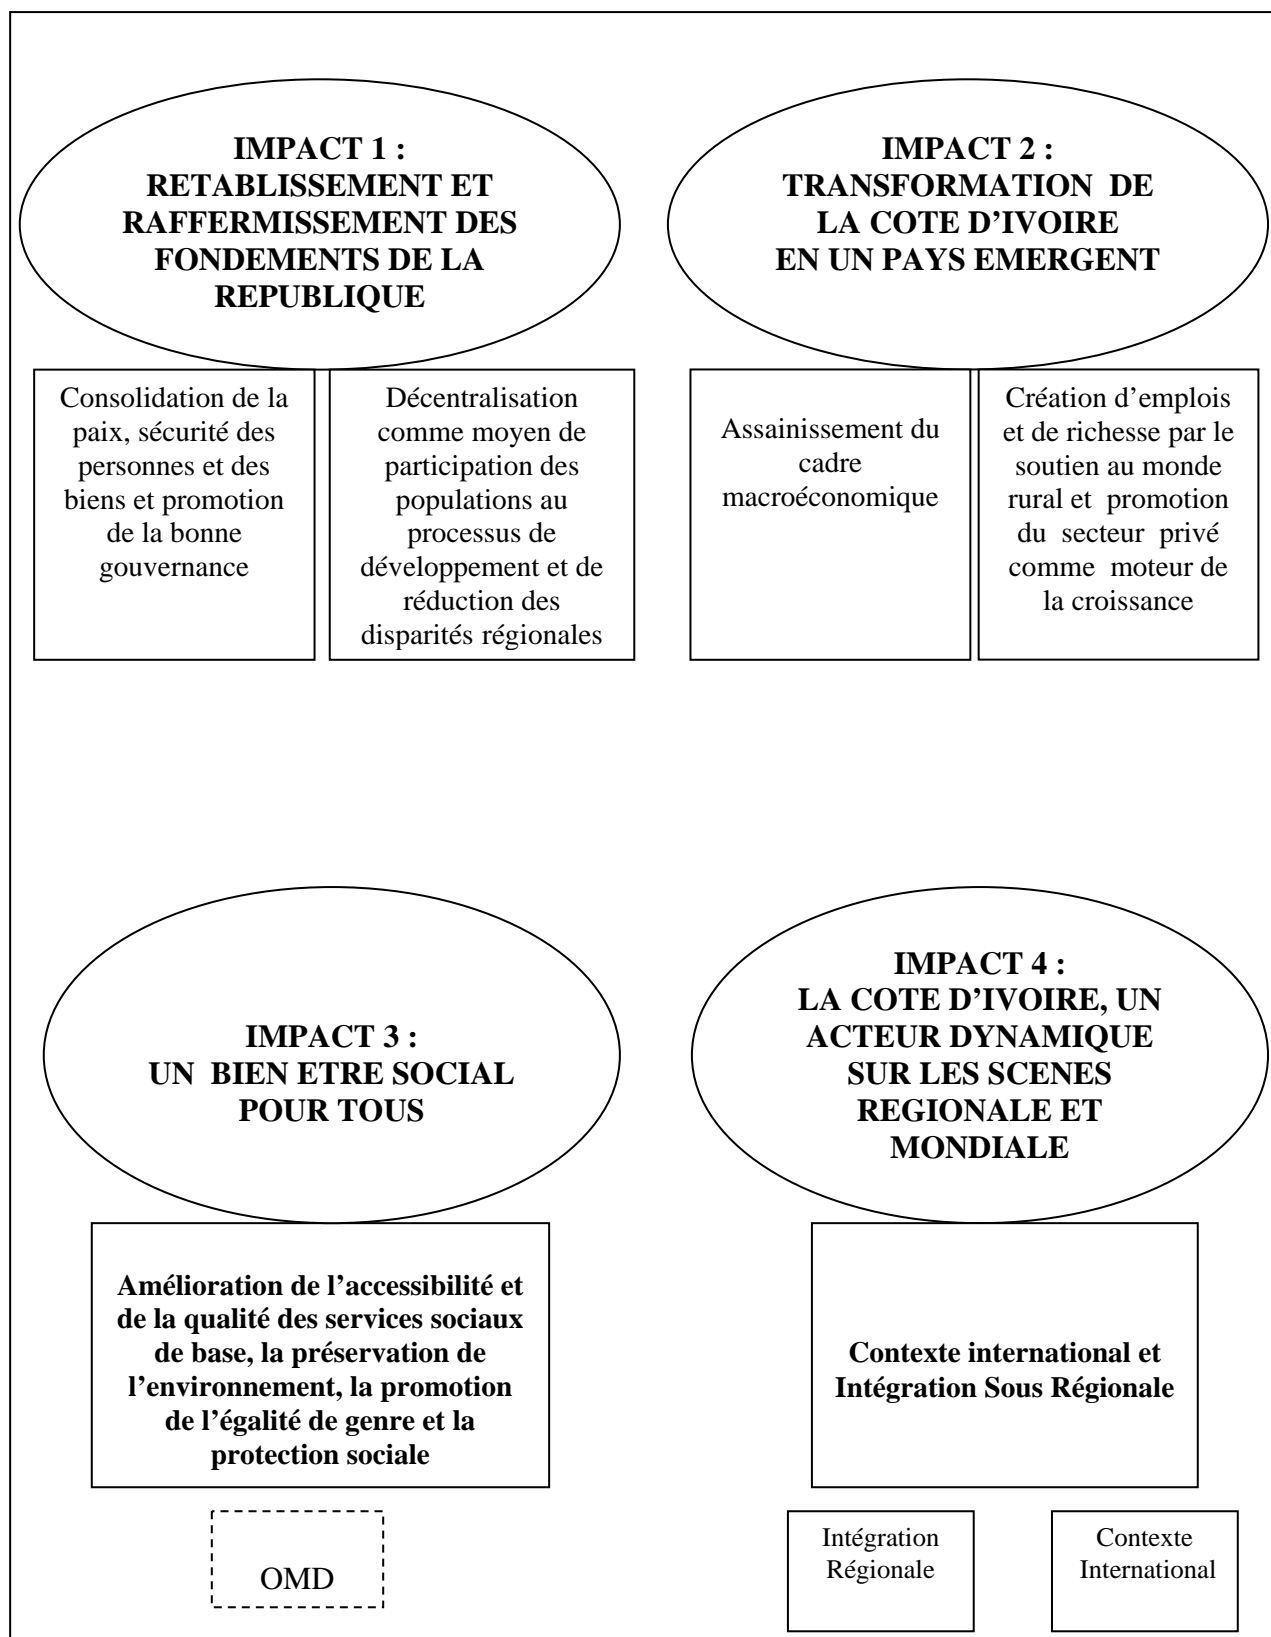 IMPACT 1 :
RETABLISSEMENT ET
RAFFERMISSEMENT DES
FONDEMENTS DE LA
REPUBLIQUE
IMPACT 2 :
TRANSFORMATION DE
LA COTE D’IVOIRE
EN UN PAYS EMERGENT
Consolidation de la
paix, sécurité des
personnes et des
biens et promotion
de la bonne
gouvernance
Décentralisation
comme moyen de
participation des
populations au
processus de
développement et de
réduction des
disparités régionales
Assainissement du
cadre
macroéconomique
Création d’emplois
et de richesse par le
soutien au monde
rural et promotion
du secteur privé
comme moteur de
la croissance
IMPACT 3 :
UN BIEN ETRE SOCIAL
POUR TOUS
IMPACT 4 :
LA COTE D’IVOIRE, UN
ACTEUR DYNAMIQUE
SUR LES SCENES
REGIONALE ET
MONDIALE
Amélioration de l’accessibilité et
de la qualité des services sociaux
de base, la préservation de
l’environnement, la promotion
de l’égalité de genre et la
protection sociale
Contexte international et
Intégration Sous Régionale
OMD
Intégration
Régionale
Contexte
International